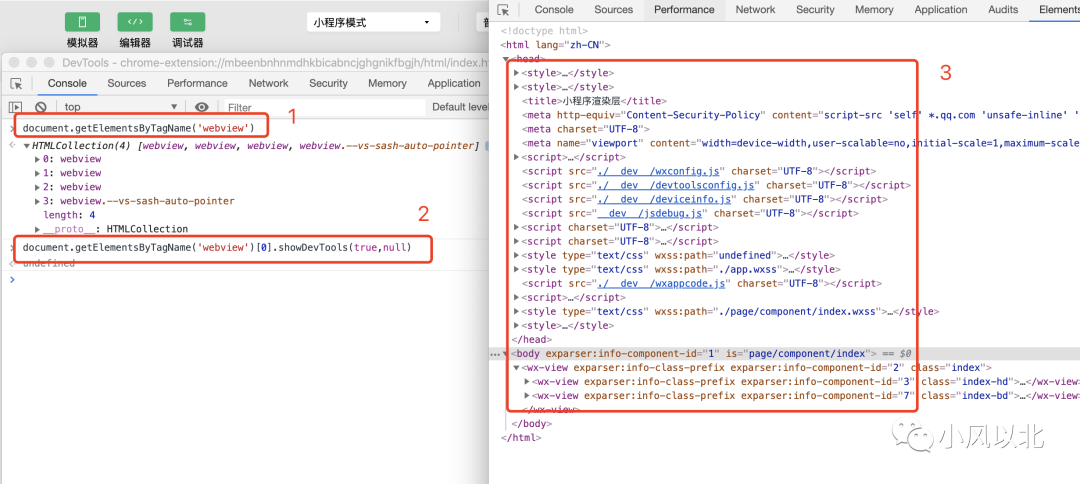 模拟器
编辑器
调试器
小程序模式
普
DevTools - chrome-extension://mbeenbnhnmdhkbicabncjghgnikfbgjh/html/index.h
Console Sources Performance Network Security Memory Application
top
Filter
Default level
document.getElementsByTagName('webview')
1
HTMLCollection(4) [webview, webview, webview, webview.--vs-sash-auto-pointer]
0: webview
1: webview
2: webview
3: webview.--vs-sash-auto-pointer
length: 4
__proto__: HTMLCollection
2
document.getElementsByTagName('webview')[0].showDevTools(true,null)
undefined
Console Sources Performance Network Security Memory Application Audits Elements
<!doctype html>
<html lang="zh-CN">
<head>
3
<style>…</style>
<style>…</style>
<title>小程序渲染层</title>
<meta http-equiv="Content-Security-Policy" content="script-src 'self' *.qq.com 'unsafe-inline' '
<meta charset="UTF-8">
<meta name="viewport" content="width=device-width,user-scalable=no,initial-scale=1,maximum-scale
<script>…</script>
<script src="./__dev__/wxconfig.js" charset="UTF-8"></script>
<script src="./__dev__/devtoolsconfig.js" charset="UTF-8"></script>
<script src="./__dev__/deviceinfo.js" charset="UTF-8"></script>
<script src="__dev__/jsdebug.js" charset="UTF-8"></script>
<script charset="UTF-8">…</script>
<script charset="UTF-8">…</script>
<style type="text/css" wxss:path="undefined">…</style>
<style type="text/css" wxss:path="./app.wxss">…</style>
<script src="./__dev__/wxappcode.js" charset="UTF-8"></script>
<script>…</script>
<style type="text/css" wxss:path="./page/component/index.wxss">…</style>
<style>…</style>
</head>
<body exparser:info-component-id="1" is="page/component/index"> == $0
<wx-view exparser:info-class-prefix exparser:info-component-id="2" class="index">
<wx-view exparser:info-class-prefix exparser:info-component-id="3" class="index-hd">…</wx-view>
<wx-view exparser:info-class-prefix exparser:info-component-id="7" class="index-bd">…</wx-view>
</wx-view>
</body>
</html>
小风以北